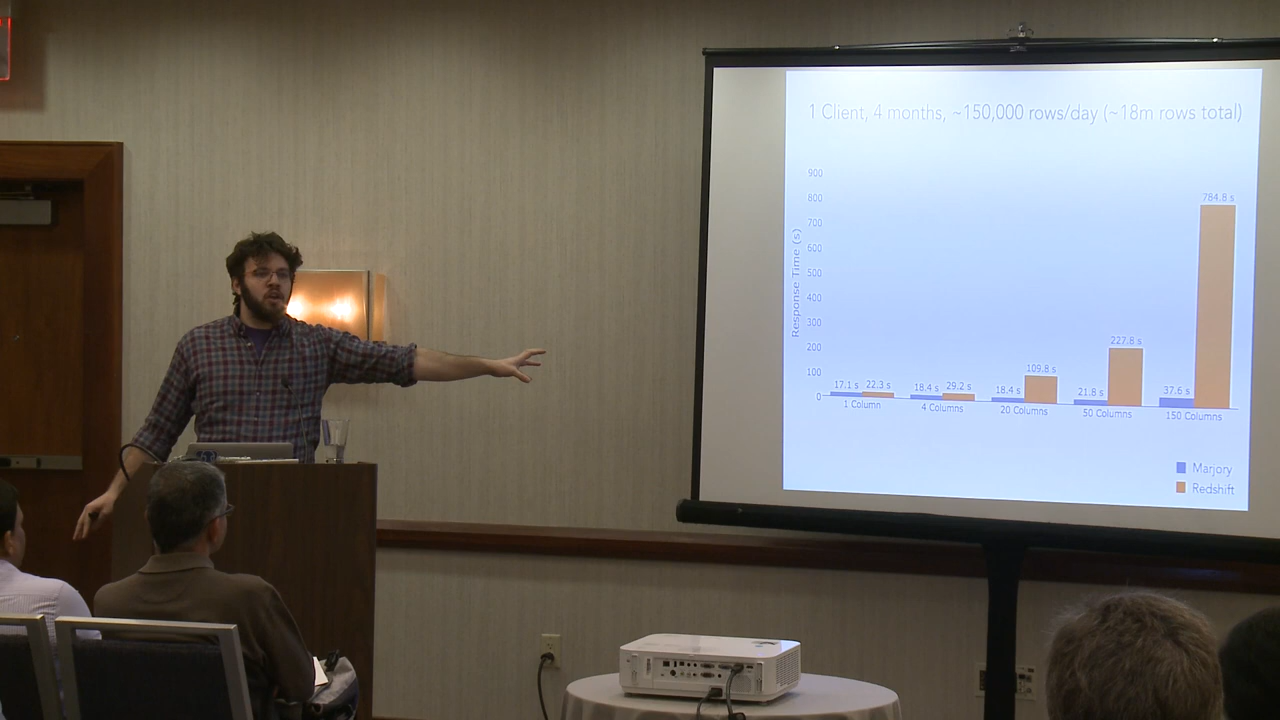 1 Client, 4 months, ~150,000 rows/day (~18m rows total)
900
800
700
600
500
400
300
200
100
0
Response Time (s)
17.1 s 22.3 s
18.4 s 29.2 s
18.4 s 109.8 s
21.8 s 227.8 s
37.6 s 784.8 s
1 Column 4 Columns 20 Columns 50 Columns 150 Columns
Marjory
Redshift